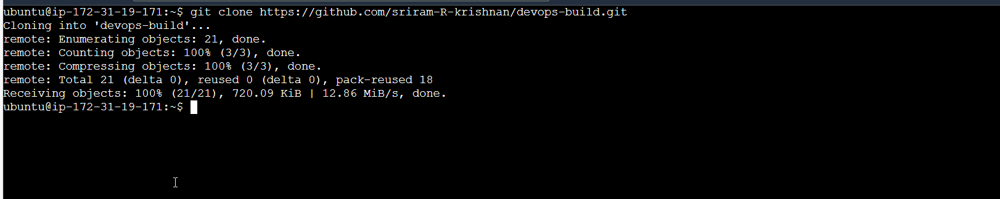 ubuntu@ip-172-31-19-171:~$ git clone https://github.com/sriram-R-krishnan/devops-build.git
Cloning into 'devops-build'...
remote: Enumerating objects: 21, done.
remote: Counting objects: 100% (3/3), done.
remote: Compressing objects: 100% (3/3), done.
remote: Total 21 (delta 0), reused 0 (delta 0), pack-reused 18
Receiving objects: 100% (21/21), 720.09 KiB | 12.86 MiB/s, done.
ubuntu@ip-172-31-19-171:~$